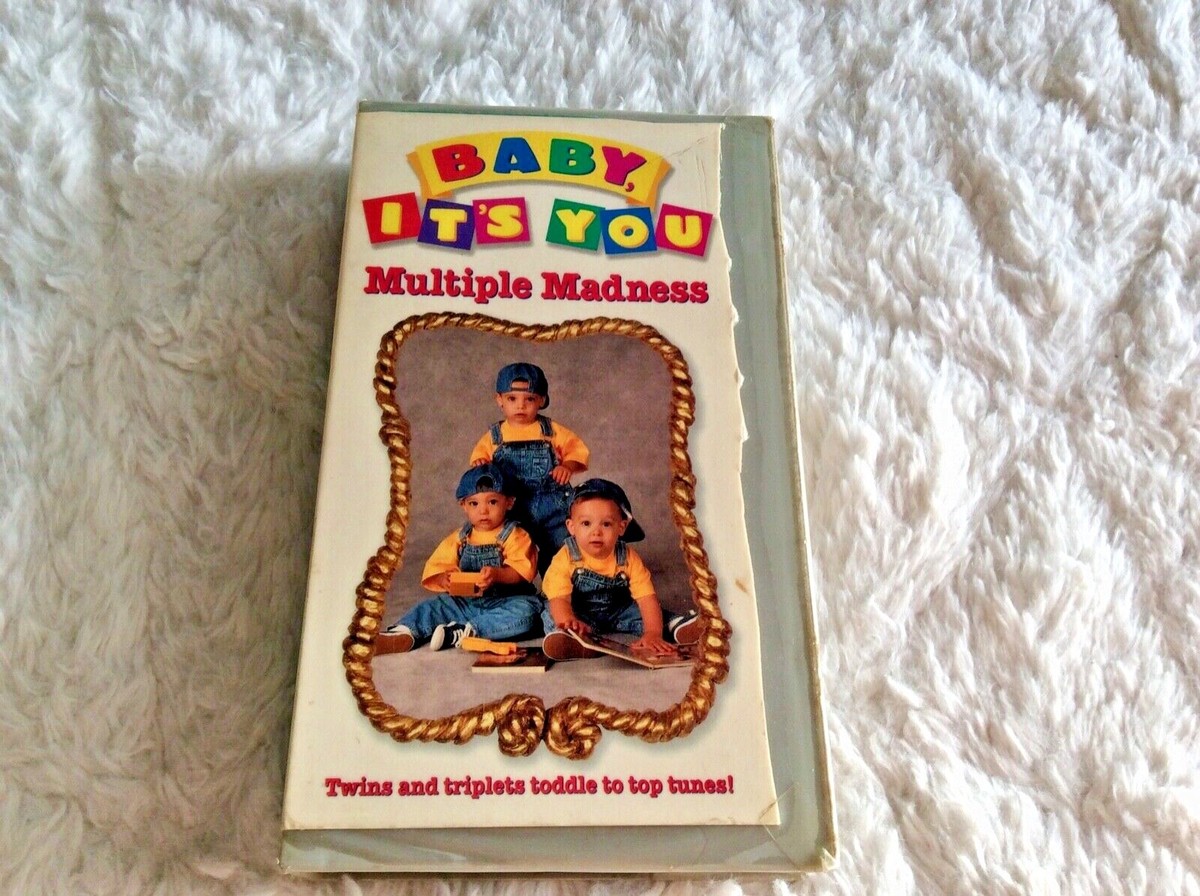 BABY,
IT'S YOU
Multiple Madness
Twins and triplets toddle to top tunes!